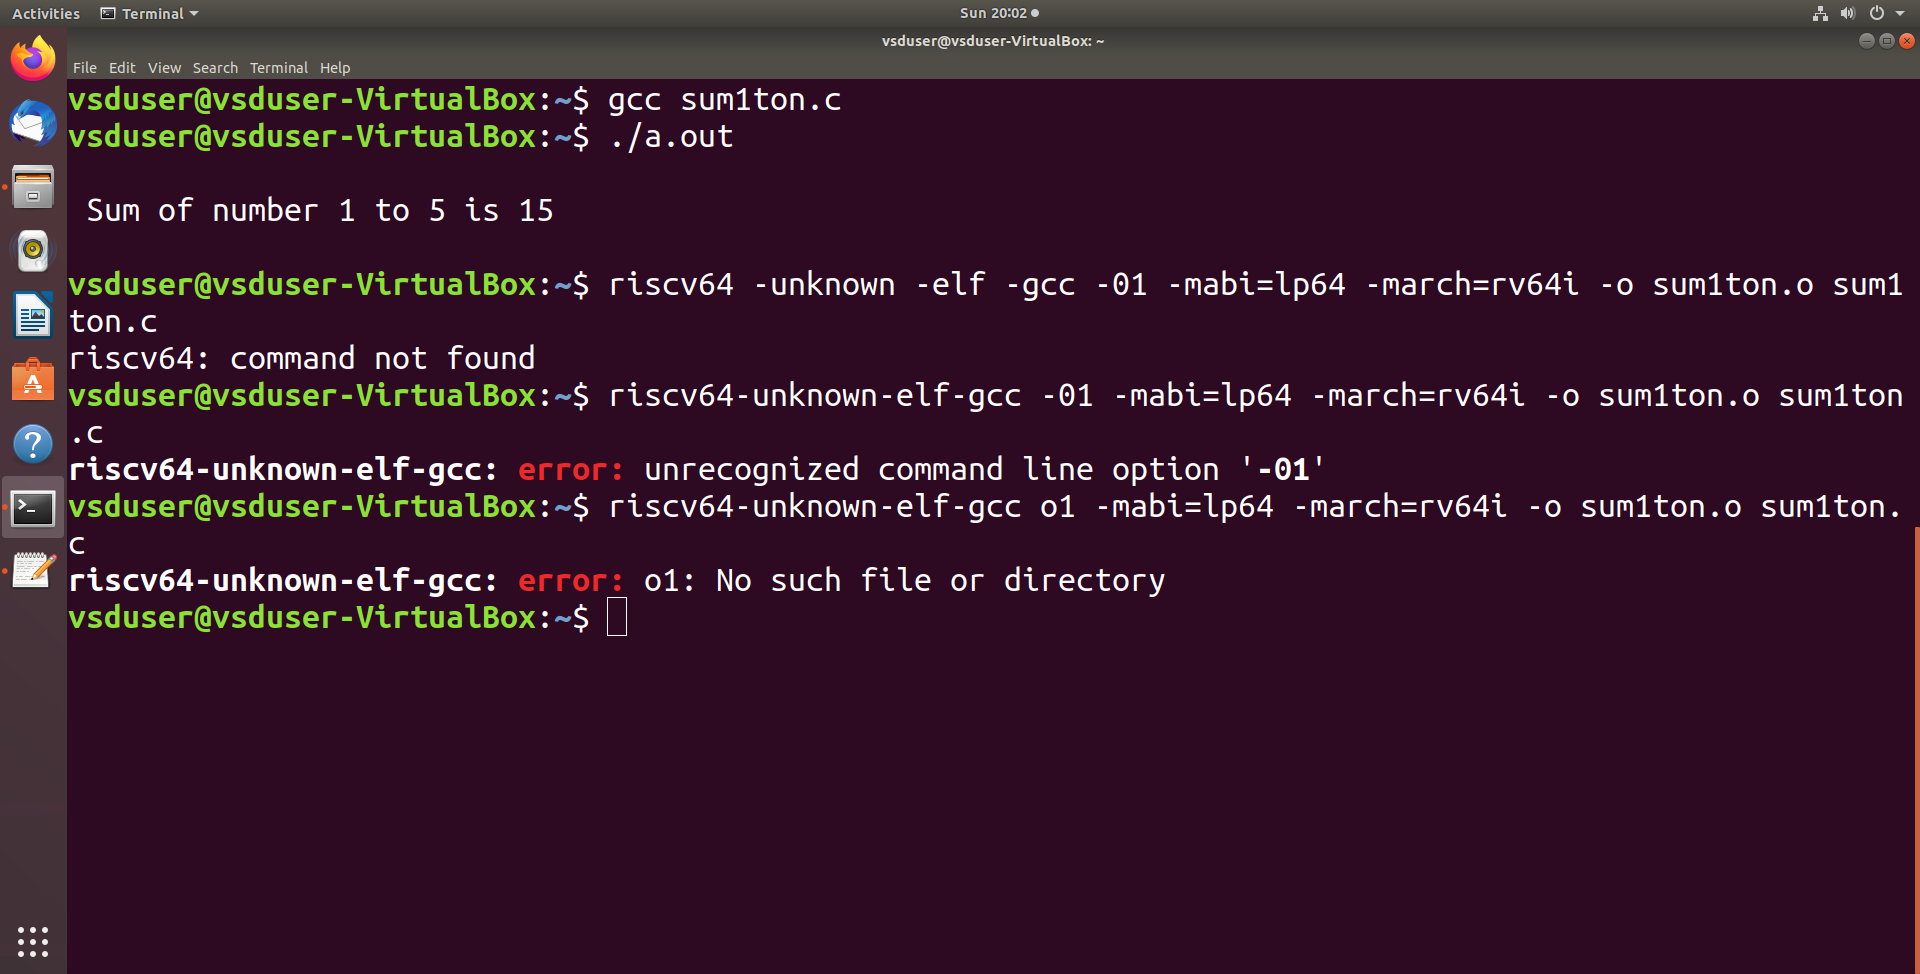 Activities Terminal Sun 20:02
vsduser@vsduser-VirtualBox: ~
File Edit View Search Terminal Help
vsduser@vsduser-VirtualBox:~$ gcc sum1ton.c
vsduser@vsduser-VirtualBox:~$ ./a.out
Sum of number 1 to 5 is 15
vsduser@vsduser-VirtualBox:~$ riscv64 -unknown -elf -gcc -01 -mabi=lp64 -march=rv64i -o sum1ton.o sum1
ton.c
riscv64: command not found
vsduser@vsduser-VirtualBox:~$ riscv64-unknown-elf-gcc -01 -mabi=lp64 -march=rv64i -o sum1ton.o sum1ton
.c
riscv64-unknown-elf-gcc: error: unrecognized command line option '-01'
vsduser@vsduser-VirtualBox:~$ riscv64-unknown-elf-gcc o1 -mabi=lp64 -march=rv64i -o sum1ton.o sum1ton.
c
riscv64-unknown-elf-gcc: error: o1: No such file or directory
vsduser@vsduser-VirtualBox:~$